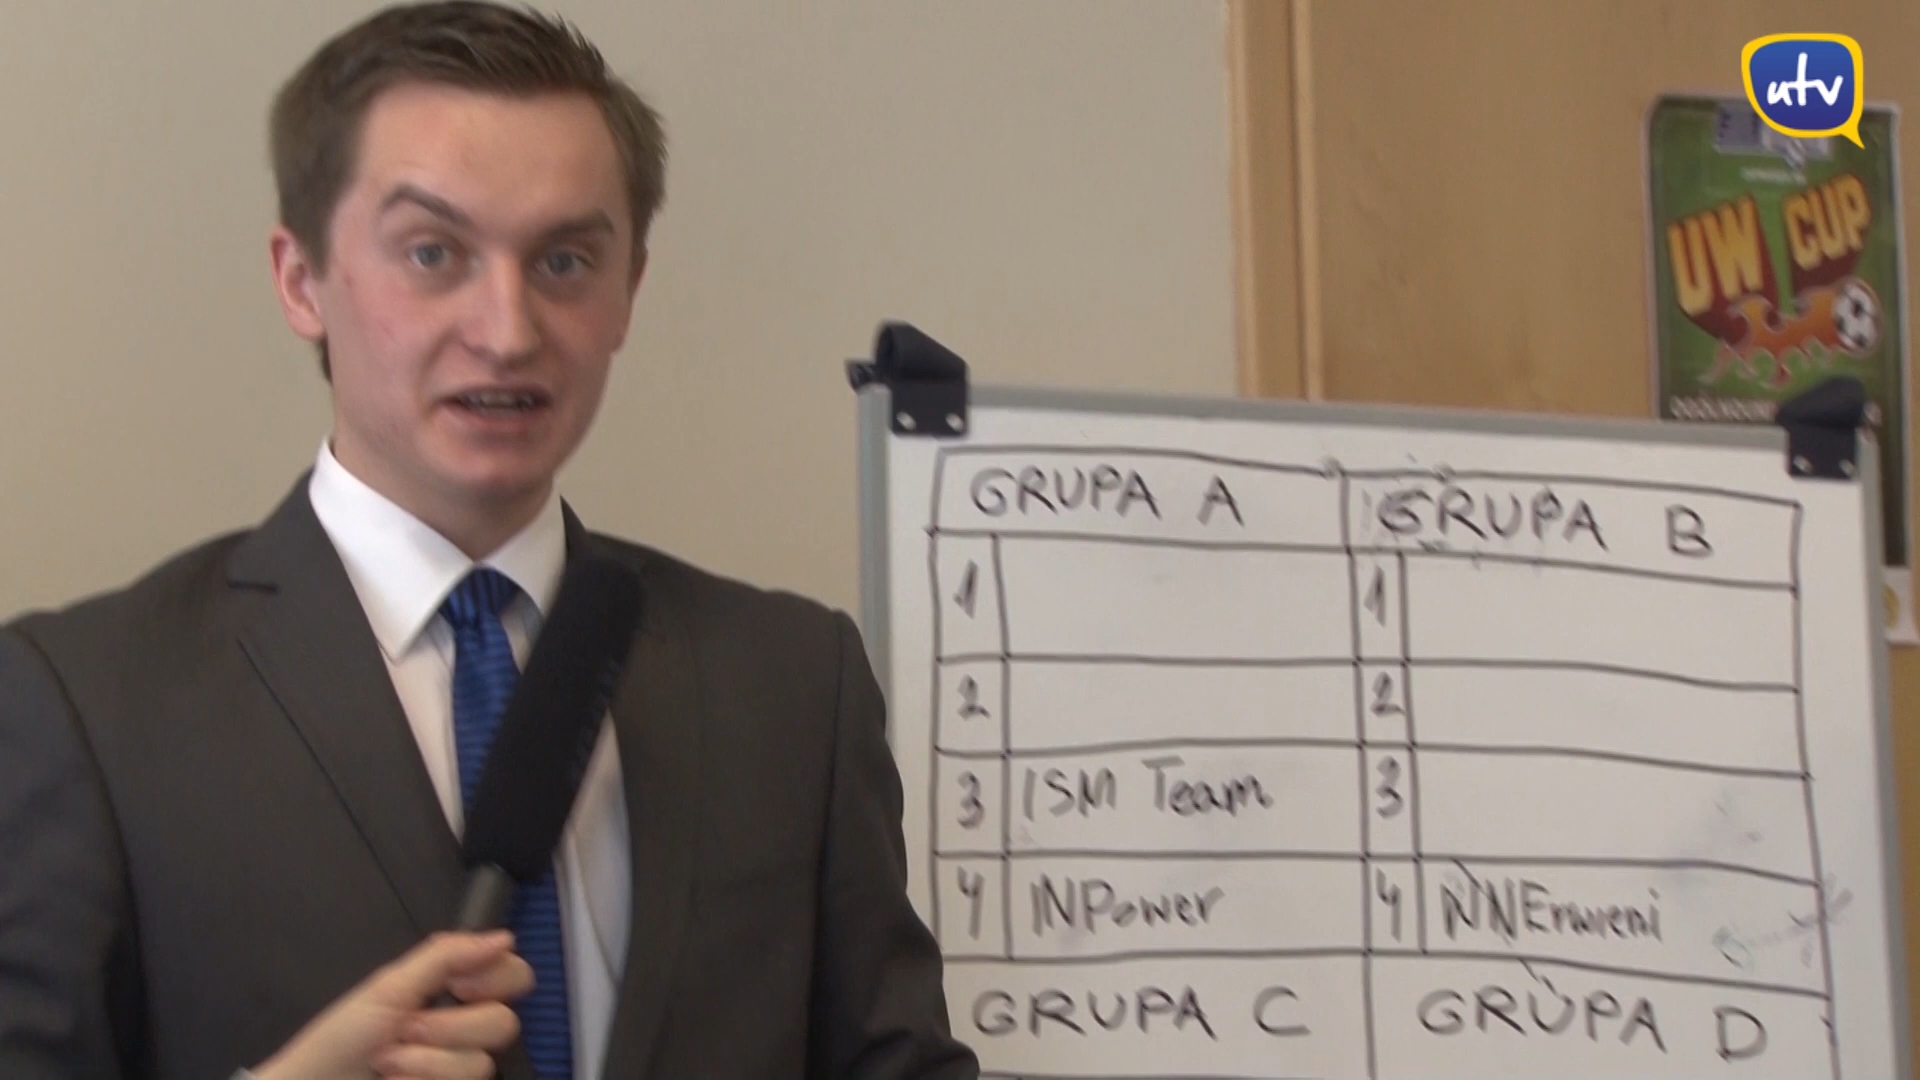 utv
UW CUP
GRUPA A
GRUPA B
1
1
2
2
3 ISM Team
3
4 INPower
4 NNErwieni
GRUPA C
GRUPA D